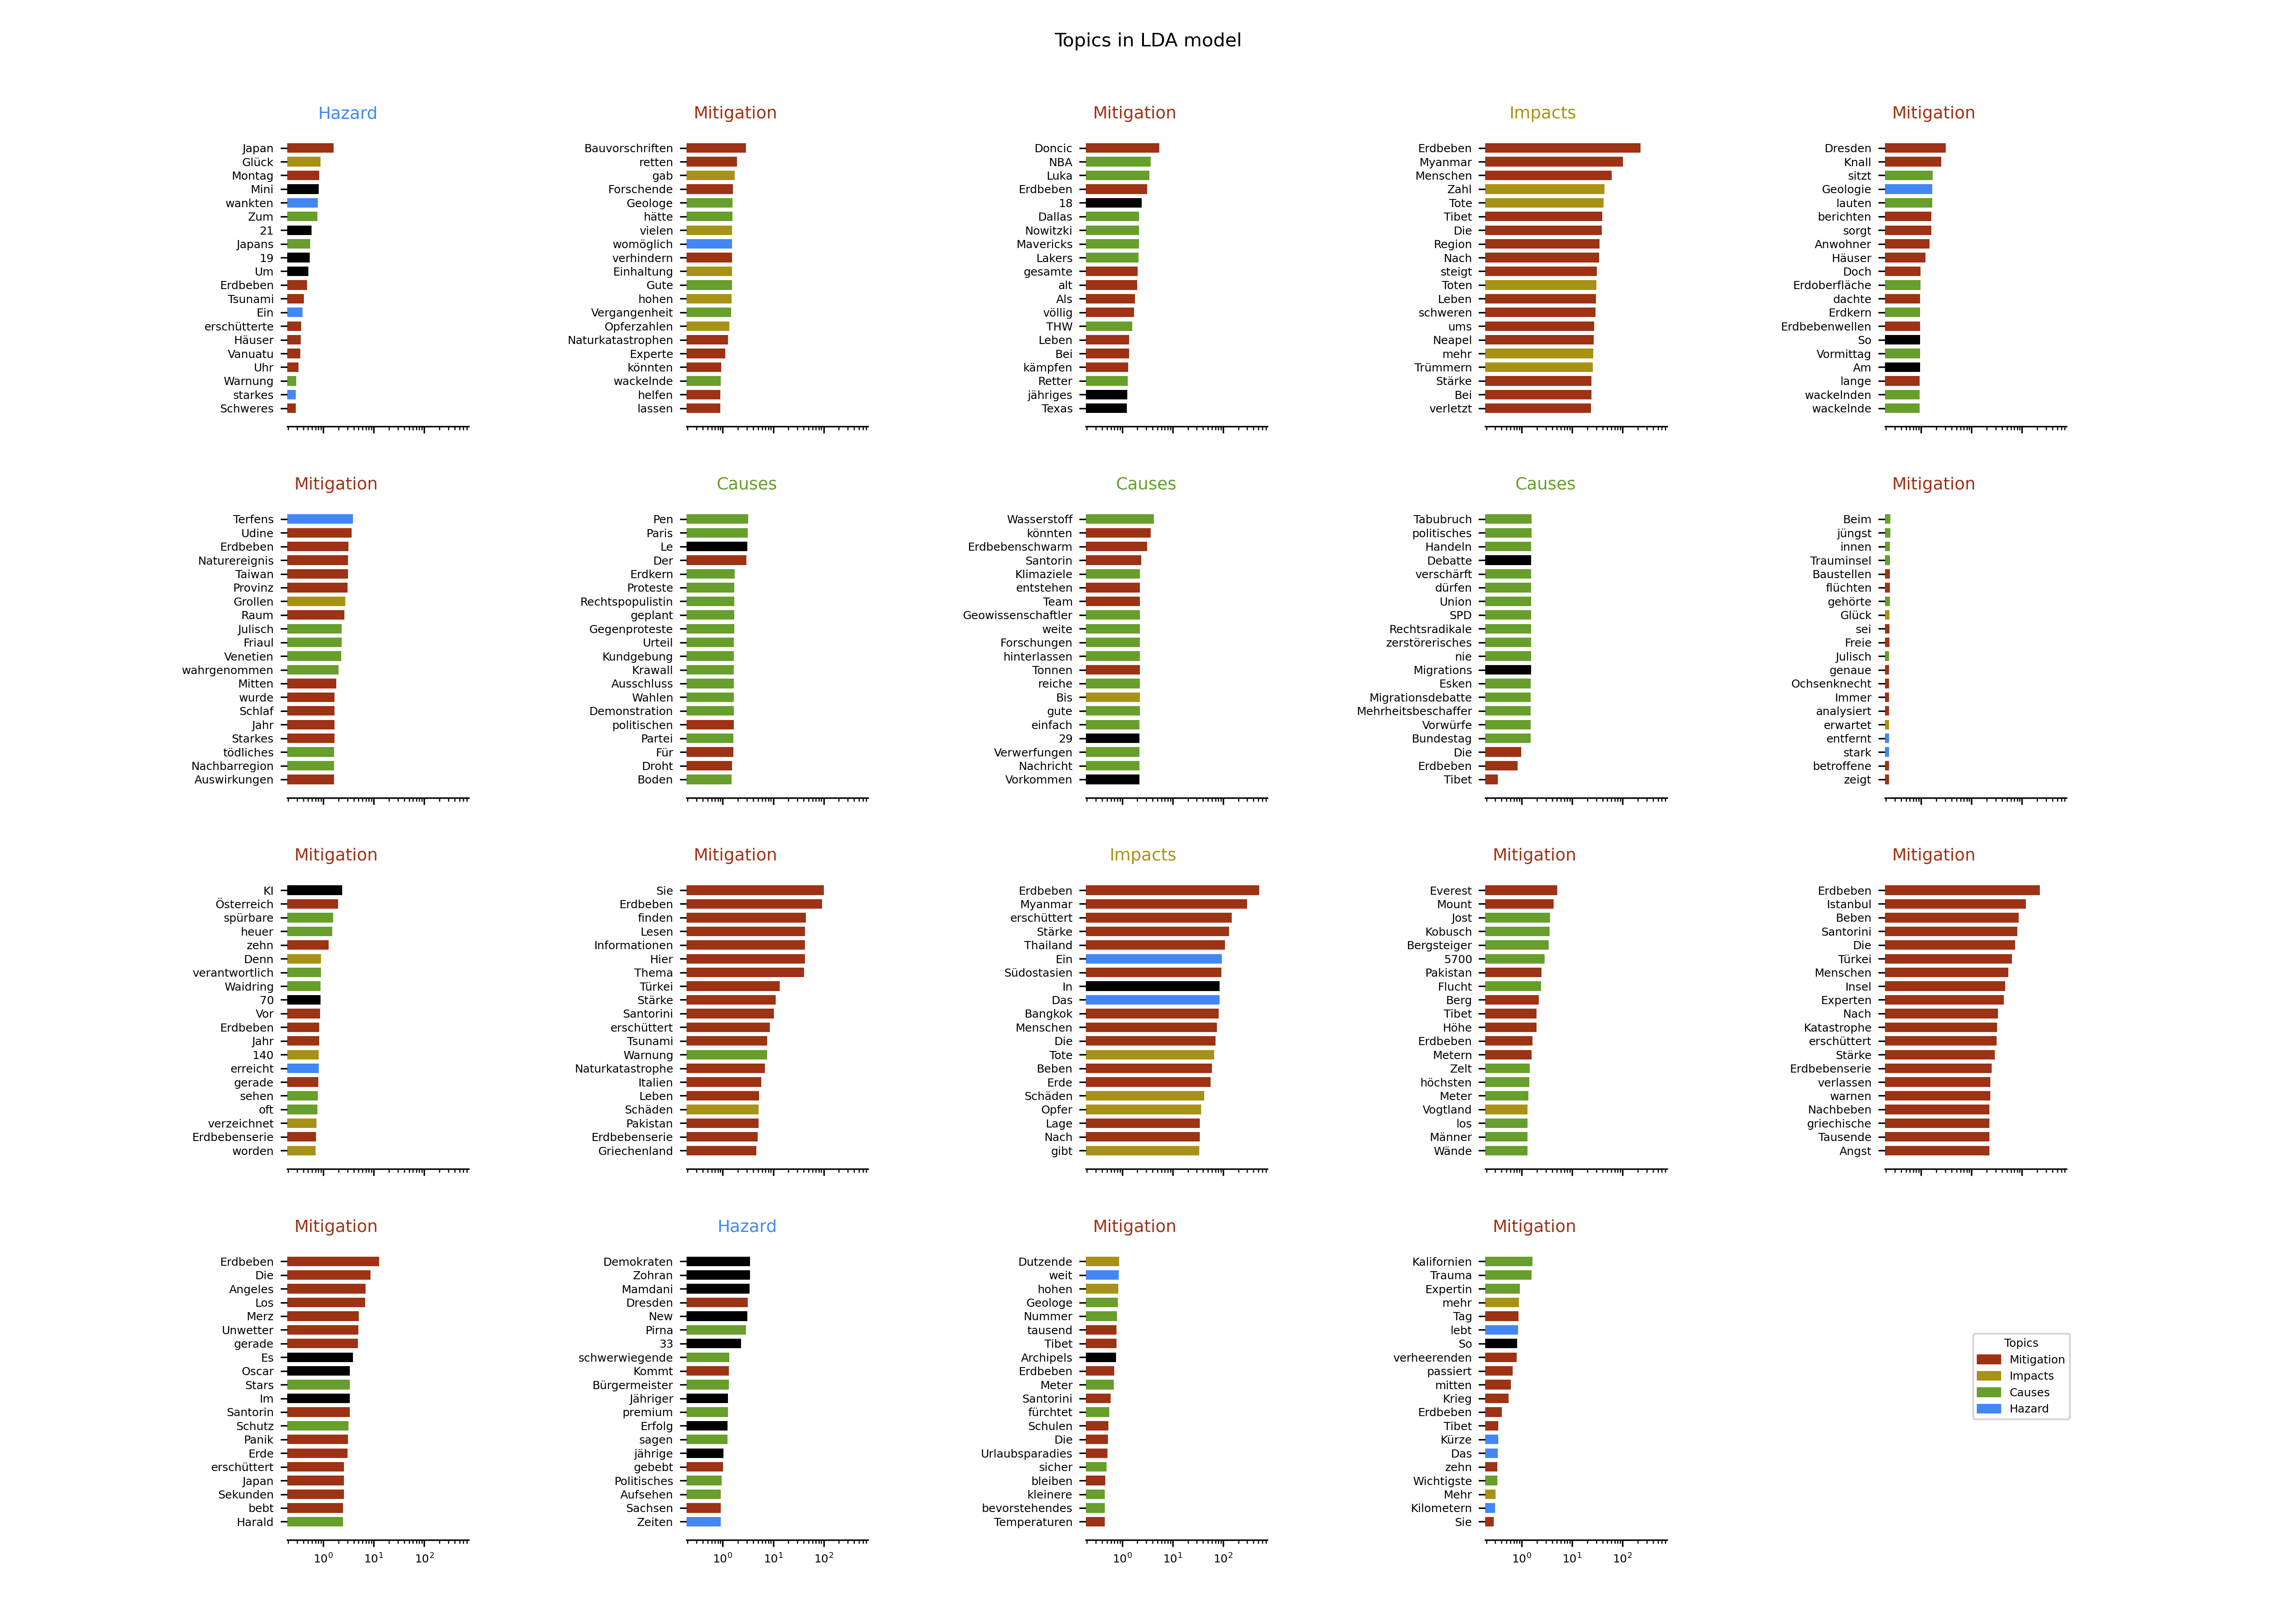 Topics in LDA model
Hazard
Japan
Glück
Montag
Mini
wankten
Zum
21
Japans
19
Um
Erdbeben
Tsunami
Ein
erschütterte
Häuser
Vanuatu
Uhr
Warnung
starkes
Schweres
Mitigation
Bauvorschriften
retten
gab
Forschende
Geologe
hätte
vielen
womöglich
verhindern
Einhaltung
Gute
hohen
Vergangenheit
Opferzahlen
Naturkatastrophen
Experte
könnten
wackelnde
helfen
lassen
Mitigation
Doncic
NBA
Luka
Erdbeben
18
Dallas
Nowitzki
Mavericks
Lakers
gesamte
alt
Als
völlig
THW
Leben
Bei
kämpfen
Retter
jähriges
Texas
Impacts
Erdbeben
Myanmar
Menschen
Zahl
Tote
Tibet
Die
Region
Nach
steigt
Toten
Leben
schweren
ums
Neapel
mehr
Trümmern
Stärke
Bei
verletzt
Mitigation
Dresden
Knall
sitzt
Geologie
lauten
berichten
sorgt
Anwohner
Häuser
Doch
Erdoberfläche
dachte
Erdkern
Erdbebenwellen
So
Vormittag
Am
lange
wackelnden
wackelnde
Mitigation
Terfens
Udine
Erdbeben
Naturereignis
Taiwan
Provinz
Grollen
Raum
Julisch
Friaul
Venetien
wahrgenommen
Mitten
wurde
Schlaf
Jahr
Starkes
tödliches
Nachbarregion
Auswirkungen
Causes
Pen
Paris
Le
Der
Erdkern
Proteste
Rechtspopulistin
geplant
Gegenproteste
Urteil
Kundgebung
Krawall
Ausschluss
Wahlen
Demonstration
politischen
Partei
Für
Droht
Boden
Causes
Wasserstoff
könnten
Erdbebenschwarm
Santorin
Klimaziele
entstehen
Team
Geowissenschaftler
weite
Forschungen
hinterlassen
Tonnen
reiche
Bis
gute
einfach
29
Verwerfungen
Nachricht
Vorkommen
Causes
Tabubruch
politisches
Handeln
Debatte
verschärft
dürfen
Union
SPD
Rechtsradikale
zerstörerisches
nie
Migrations
Esken
Migrationsdebatte
Mehrheitsbeschaffer
Vorwürfe
Bundestag
Die
Erdbeben
Tibet
Mitigation
Beim
jüngst
innen
Trauminsel
Baustellen
flüchten
gehörte
Glück
sei
Freie
Julisch
genaue
Ochsenknecht
Immer
analysiert
erwartet
entfernt
stark
betroffene
zeigt
Mitigation
KI
Österreich
spürbare
heuer
zehn
Denn
verantwortlich
Waidring
70
Vor
Erdbeben
Jahr
140
erreicht
gerade
sehen
oft
verzeichnet
Erdbebenserie
worden
Mitigation
Sie
Erdbeben
finden
Lesen
Informationen
Hier
Thema
Türkei
Stärke
Santorini
erschüttert
Tsunami
Warnung
Naturkatastrophe
Italien
Leben
Schäden
Pakistan
Erdbebenserie
Griechenland
Impacts
Erdbeben
Myanmar
erschüttert
Stärke
Thailand
Ein
Südostasien
In
Das
Bangkok
Menschen
Die
Tote
Beben
Erde
Schäden
Opfer
Lage
Nach
gibt
Mitigation
Everest
Mount
Jost
Kobusch
Bergsteiger
5700
Pakistan
Flucht
Berg
Tibet
Höhe
Erdbeben
Metern
Zelt
höchsten
Meter
Vogtland
los
Männer
Wände
Mitigation
Erdbeben
Istanbul
Beben
Santorini
Die
Türkei
Menschen
Insel
Experten
Nach
Katastrophe
erschüttert
Stärke
Erdbebenserie
verlassen
warnen
Nachbeben
griechische
Tausende
Angst
Mitigation
Erdbeben
Die
Angeles
Los
Merz
Unwetter
gerade
Es
Oscar
Stars
Im
Santorin
Schutz
Panik
Erde
erschüttert
Japan
Sekunden
bebt
Harald
10⁰ 10¹ 10²
Hazard
Demokraten
Zohran
Mamdani
Dresden
New
Pirna
33
schwerwiegende
Kommt
Bürgermeister
Jähriger
premium
Erfolg
sagen
jährige
gebebt
Politisches
Aufsehen
Sachsen
Zeiten
10⁰ 10¹ 10²
Mitigation
Dutzende
weit
hohen
Geologe
Nummer
tausend
Tibet
Archipels
Erdbeben
Meter
Santorini
fürchtet
Schulen
Die
Urlaubsparadies
sicher
bleiben
kleinere
bevorstehendes
Temperaturen
10⁰ 10¹ 10²
Mitigation
Kalifornien
Trauma
Expertin
mehr
Tag
lebt
So
verheerenden
passiert
mitten
Krieg
Erdbeben
Tibet
Kürze
Das
zehn
Wichtigste
Mehr
Kilometern
Sie
10⁰ 10¹ 10²
Topics
Mitigation
Impacts
Causes
Hazard